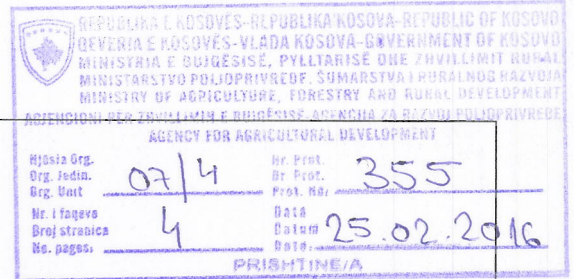 REPUBLIKA E KOSOVËS-REPUBLIKA KOSOVA-REPUBLIC OF KOSOVO
QEVERIA E KOSOVËS-VLADA KOSOVA-GOVERNMENT OF KOSOVO
MINISTRIA E BUJQËSISË, PYLLTARISË DHE ZHVILLIMIT RURAL
MINISTARSTVO POLJOPRIVREDE, ŠUMARSTVA I RURALNOG RAZVOJA
MINISTRY OF AGRICULTURE, FORESTRY AND RURAL DEVELOPMENT
AGJENCIONI PËR ZHVILLIMIN E BUJQËSISË-AGENCIJA ZA RAZVOJ POLJOPRIVREDE
AGENCY FOR AGRICULTURAL DEVELOPMENT
Njësia Org.
Org. Jedin.
Org. Unit
07/4
Nr. Prot.
Br. Prot.
Prot. No:
355
Nr. i faqeve
Broj stranica
No. pages:
4
Data
Datum
Date:
25.02.2016
PRISHTINË/A